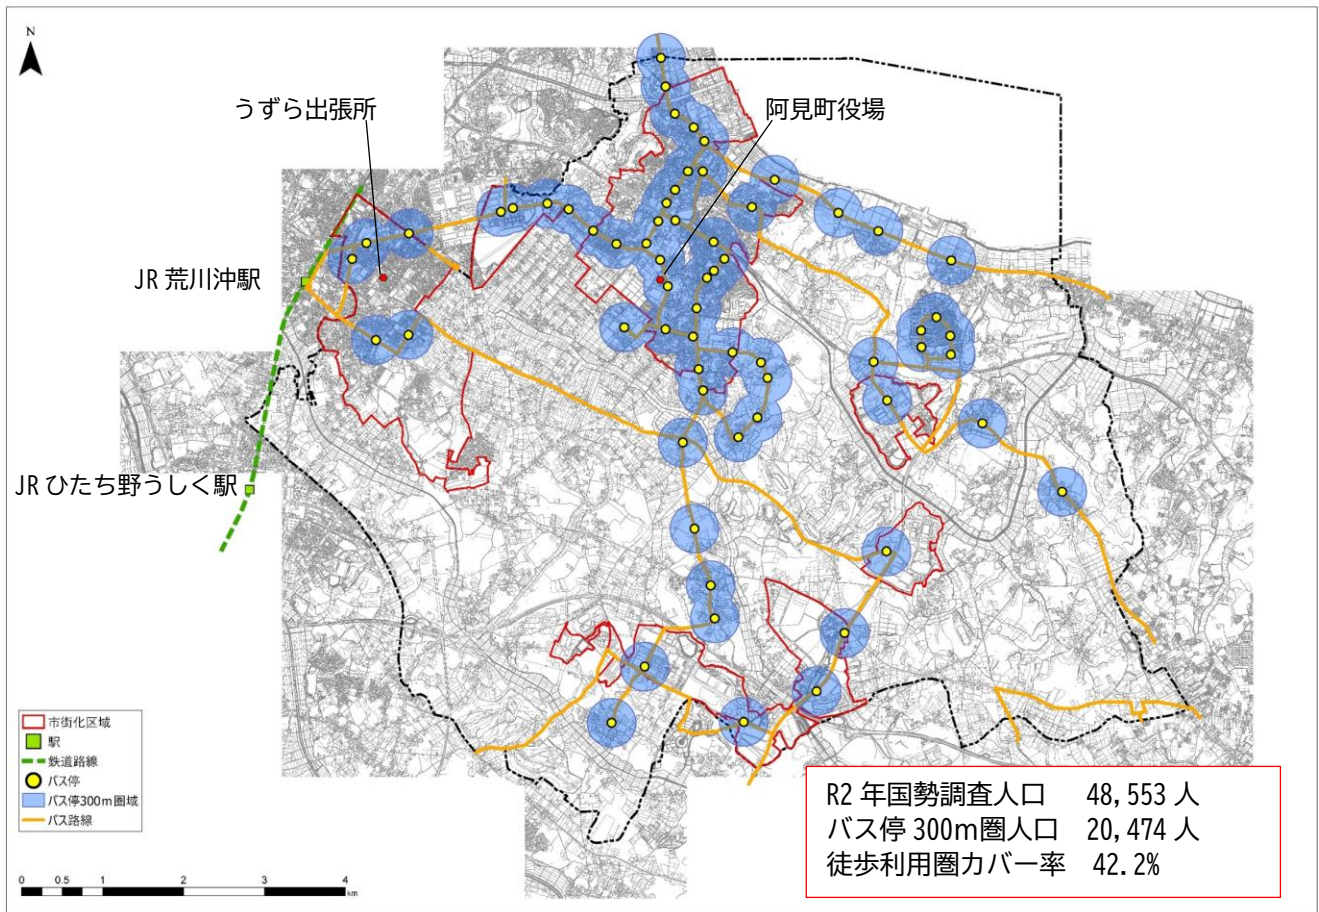 N
うずら出張所
阿見町役場
JR 荒川沖駅
JR ひたち野うしく駅
市街化区域
駅
鉄道路線
バス停
バス停300m圏域
バス路線
0 0.5 1 2 3 4
km
R2 年国勢調査人口 48,553 人
バス停 300m圏人口 20,474 人
徒歩利用圏カバー率 42.2%